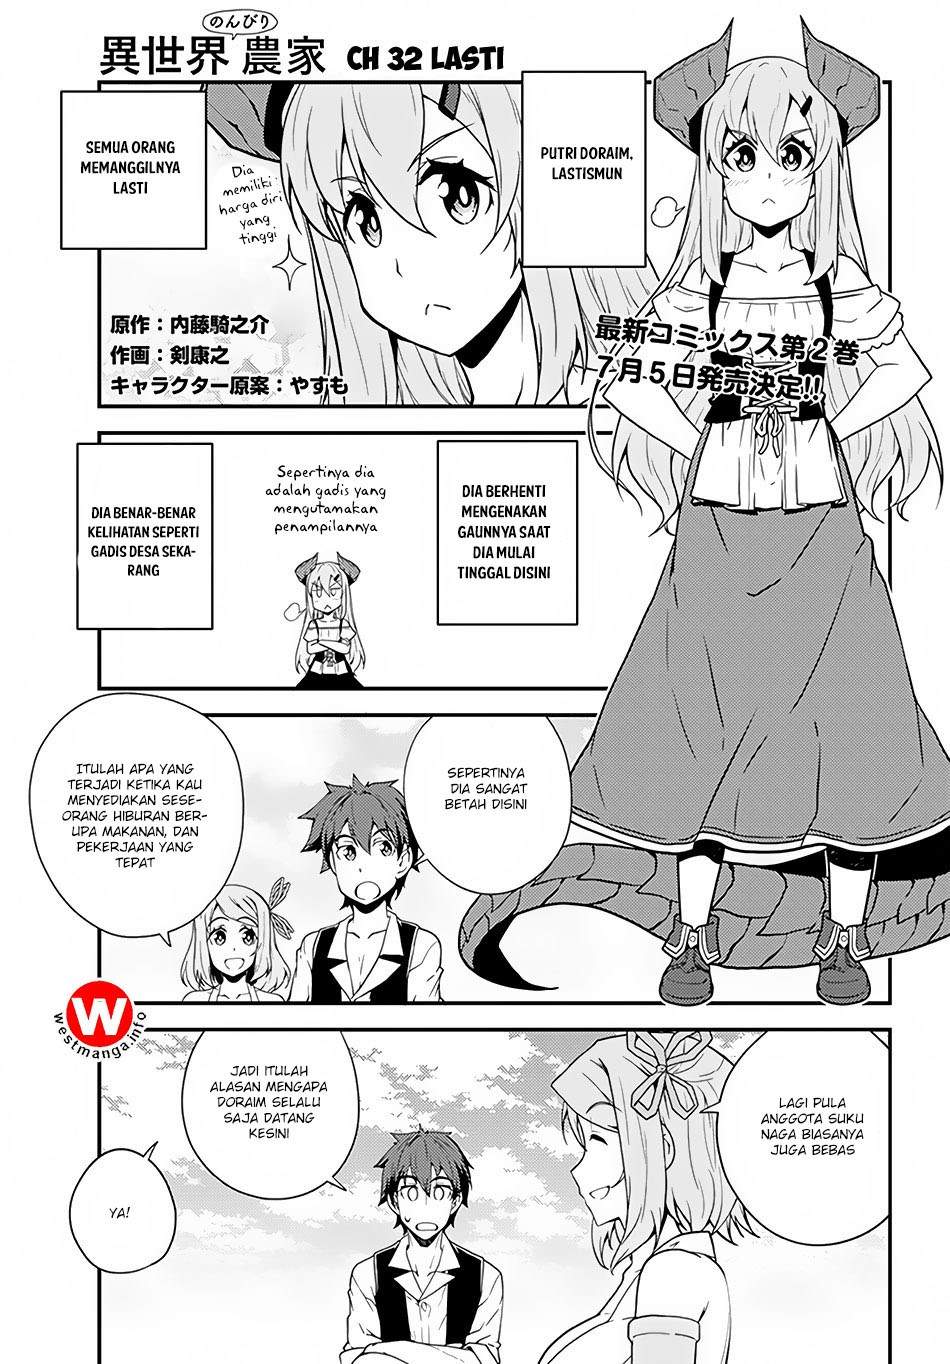 のんびり
異世界 農家 CH 32 LASTI
PUTRI DORAIM,
LASTISMUN
SEMUA ORANG
MEMANGGILNYA
LASTI
Dia
memiliki
harga diri
yang
tinggi
原作：内藤騎之介
作画：剣康之
キャラクター原案：やすも
最新コミックス第2巻
7月5日発売決定!!
DIA BERHENTI
MENGENAKAN
GAUNNYA SAAT
DIA MULAI
TINGGAL DISINI
Sepertinya dia
adalah gadis yang
mengutamakan
penampilannya
DIA BENAR-BENAR
KELIHATAN SEPERTI
GADIS DESA SEKA-
RANG
SEPERTINYA
DIA SANGAT
BETAH DISINI
ITULAH APA YANG
TERJADI KETIKA KAU
MENYEDIAKAN SESE-
ORANG HIBURAN BER-
UPA MAKANAN, DAN
PEKERJAAN YANG
TEPAT
W
westmanga.info
LAGI PULA
ANGGOTA SUKU
NAGA BIASANYA
JUGA BEBAS
JADI ITULAH
ALASAN MENGAPA
DORAIM SELALU
SAJA DATANG
KESINI
YA!